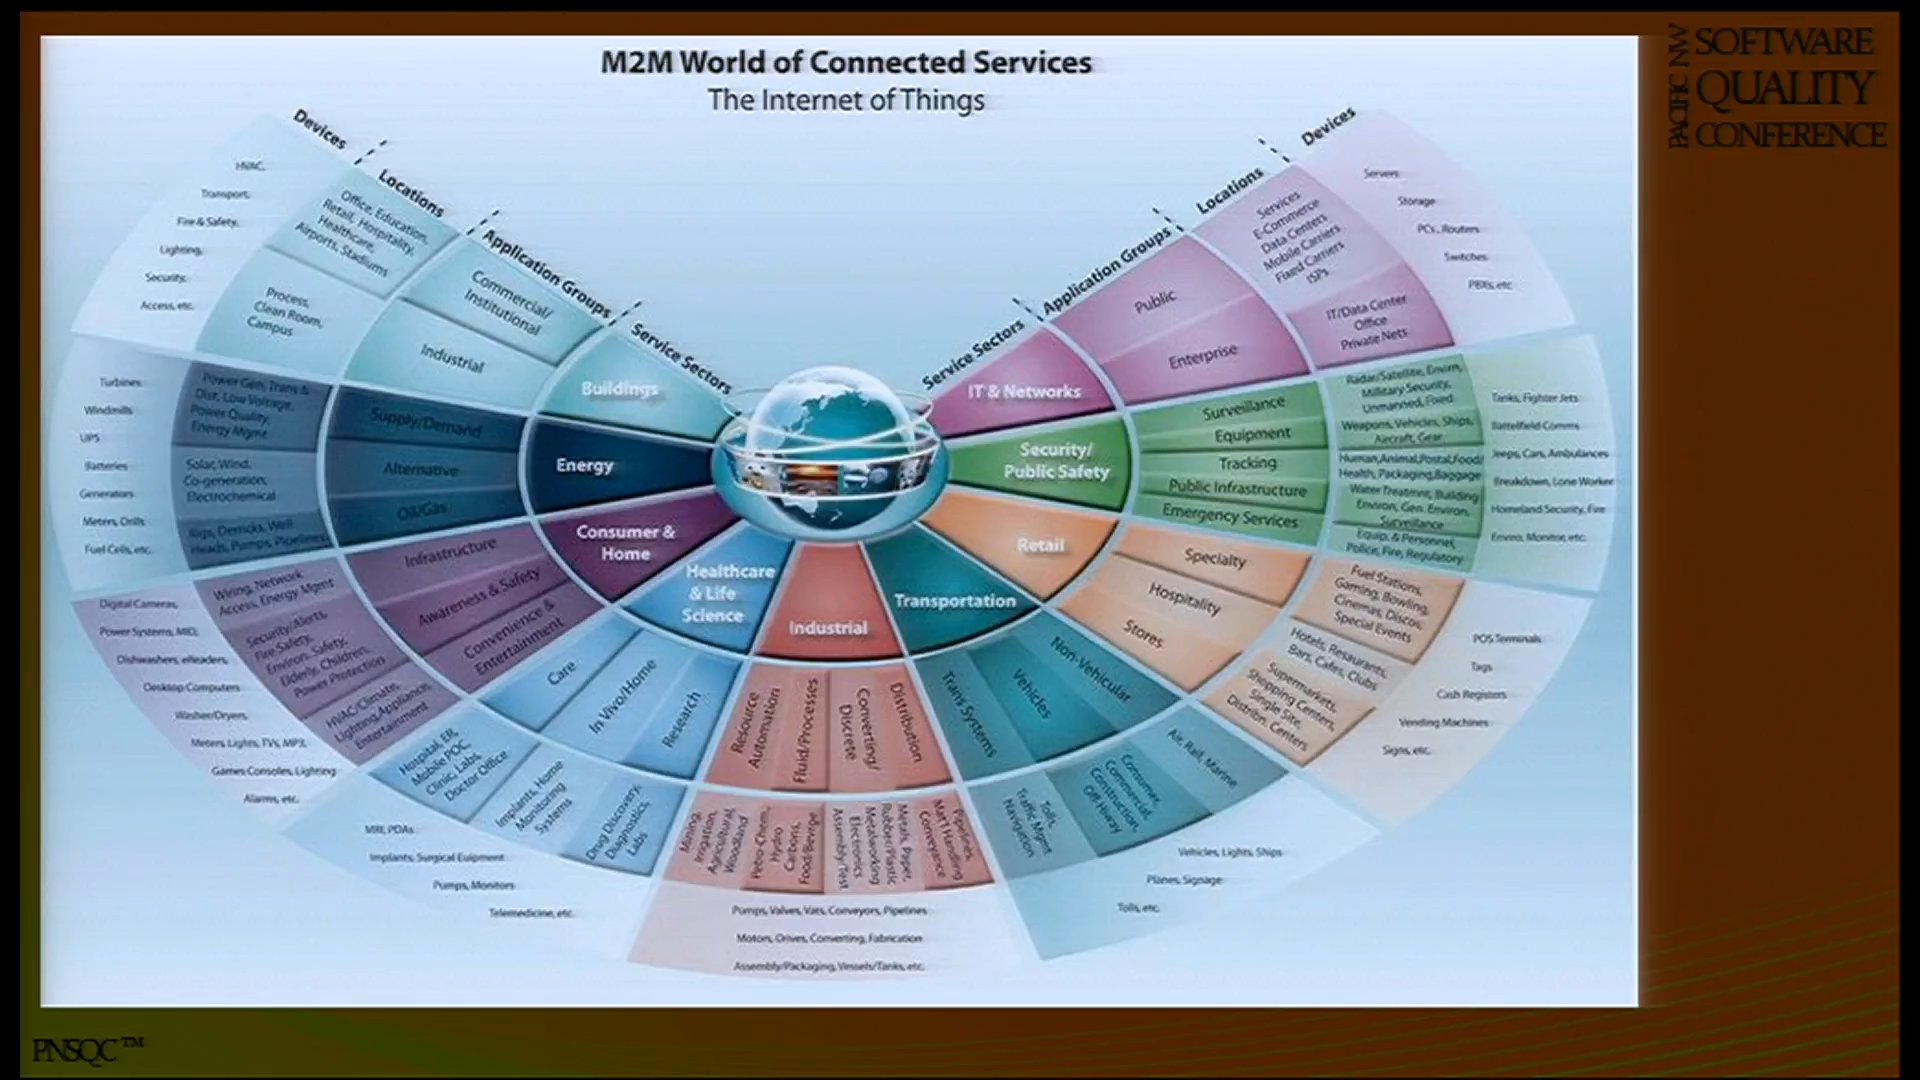 M2M World of Connected Services
The Internet of Things
PACIFIC NW
SOFTWARE
QUALITY
CONFERENCE
Devices
Locations
Application Groups
Service Sectors
Service Sectors
Application Groups
Locations
Devices
Buildings
Commercial/
Institutional
Industrial
Office, Education,
Retail, Hospitality,
Healthcare,
Airports, Stadiums
Process,
Clean Room,
Campus
HVAC,
Transport,
Fire & Safety,
Lighting,
Security,
Access, etc.
Energy
Supply/Demand
Alternative
Oil/Gas
Power Gen, Trans &
Dist, Low Voltage,
Power Quality,
Energy Mgmt
Solar, Wind,
Co-generation,
Electrochemical
Rigs, Derricks, Well
Heads, Pumps, Pipelines
Turbines
Windmills
UPS
Batteries
Generators
Meters, Drills
Fuel Cells, etc.
Consumer &
Home
Infrastructure
Awareness & Safety
Convenience &
Entertainment
Wiring, Network
Access, Energy Mgmt
Security/Alerts,
Fire Safety,
Environ. Safety,
Elderly, Children,
Power Protection
HVAC/Climate,
Lighting, Appliance,
Entertainment
Digital Cameras,
Power Systems, MID,
Dishwashers, eReaders,
Desktop Computers
Washer/Dryers,
Meters, Lights, TVs, MP3,
Games Consoles, Lighting
Alarms, etc.
Healthcare
& Life
Science
Care
In Vivo/Home
Research
Hospital, ER,
Mobile POC,
Clinic, Labs,
Doctor Office
Implants, Home
Monitoring
Systems
Drug Discovery,
Diagnostics,
Labs
MRI, PDAs
Implants, Surgical Euipment
Pumps, Monitors
Telemedicine, etc.
Industrial
Resource
Automation
Fluid/Processes
Converting/
Discrete
Distribution
Mining,
Irrigation,
Agricultural,
Woodland
Petro-Chem,
Hydro
Carbons,
Food/Bevrge
Metals, Paper,
Rubber/Plastic
Metalworking
Electronics
Assembly/Test
Pipelines,
Mat'l Handling
Conveyance
Pumps, Valves, Vats, Conveyors, Pipelines
Motors, Drives, Converting, Fabrication
Assembly/Packaging, Vessels/Tanks, etc.
Transportation
Trans Systems
Vehicles
Non-Vehicular
Tolls,
Traffic Mgmt
Navigation
Consumer,
Commercial,
Construction,
Off-Hiway
Air, Rail, Marine
Vehicles, Lights, Ships
Planes, Signage
Tolls, etc.
Retail
Specialty
Hospitality
Stores
Fuel Stations,
Gaming, Bowling,
Cinemas, Discos,
Special Events
Hotels, Resaurants,
Bars, Cafes, Clubs
Supermarkets,
Shopping Centers,
Single Site,
Distribn. Centers
POS Terminals
Tags
Cash Registers
Vending Machines
Signs, etc.
Security/
Public Safety
Surveillance
Equipment
Tracking
Public Infrastructure
Emergency Services
Radar/Satellite, Envirn,
Military Security,
Unmanned, Fixed
Weapons, Vehicles, Ships,
Aircraft, Gear
Human, Animal, Postal, Food/
Health, Packaging, Baggage
Water Treatmnt, Building
Environ, Gen. Environ.
Surveillance
Equip, & Personnel,
Police, Fire, Regulatory
Tanks, Fighter Jets
Battelfield Comms
Jeeps, Cars, Ambulances
Breakdown, Lone Worker
Homeland Security, Fire
Enviro. Monitor, etc.
IT & Networks
Public
Enterprise
Services
E-Commerce
Data Centers
Mobile Carriers
Fixed Carriers
ISPs
IT/Data Center
Office
Private Nets
Servers
Storage
PCs, Routers
Switches
PBXs, etc
PNSQC™